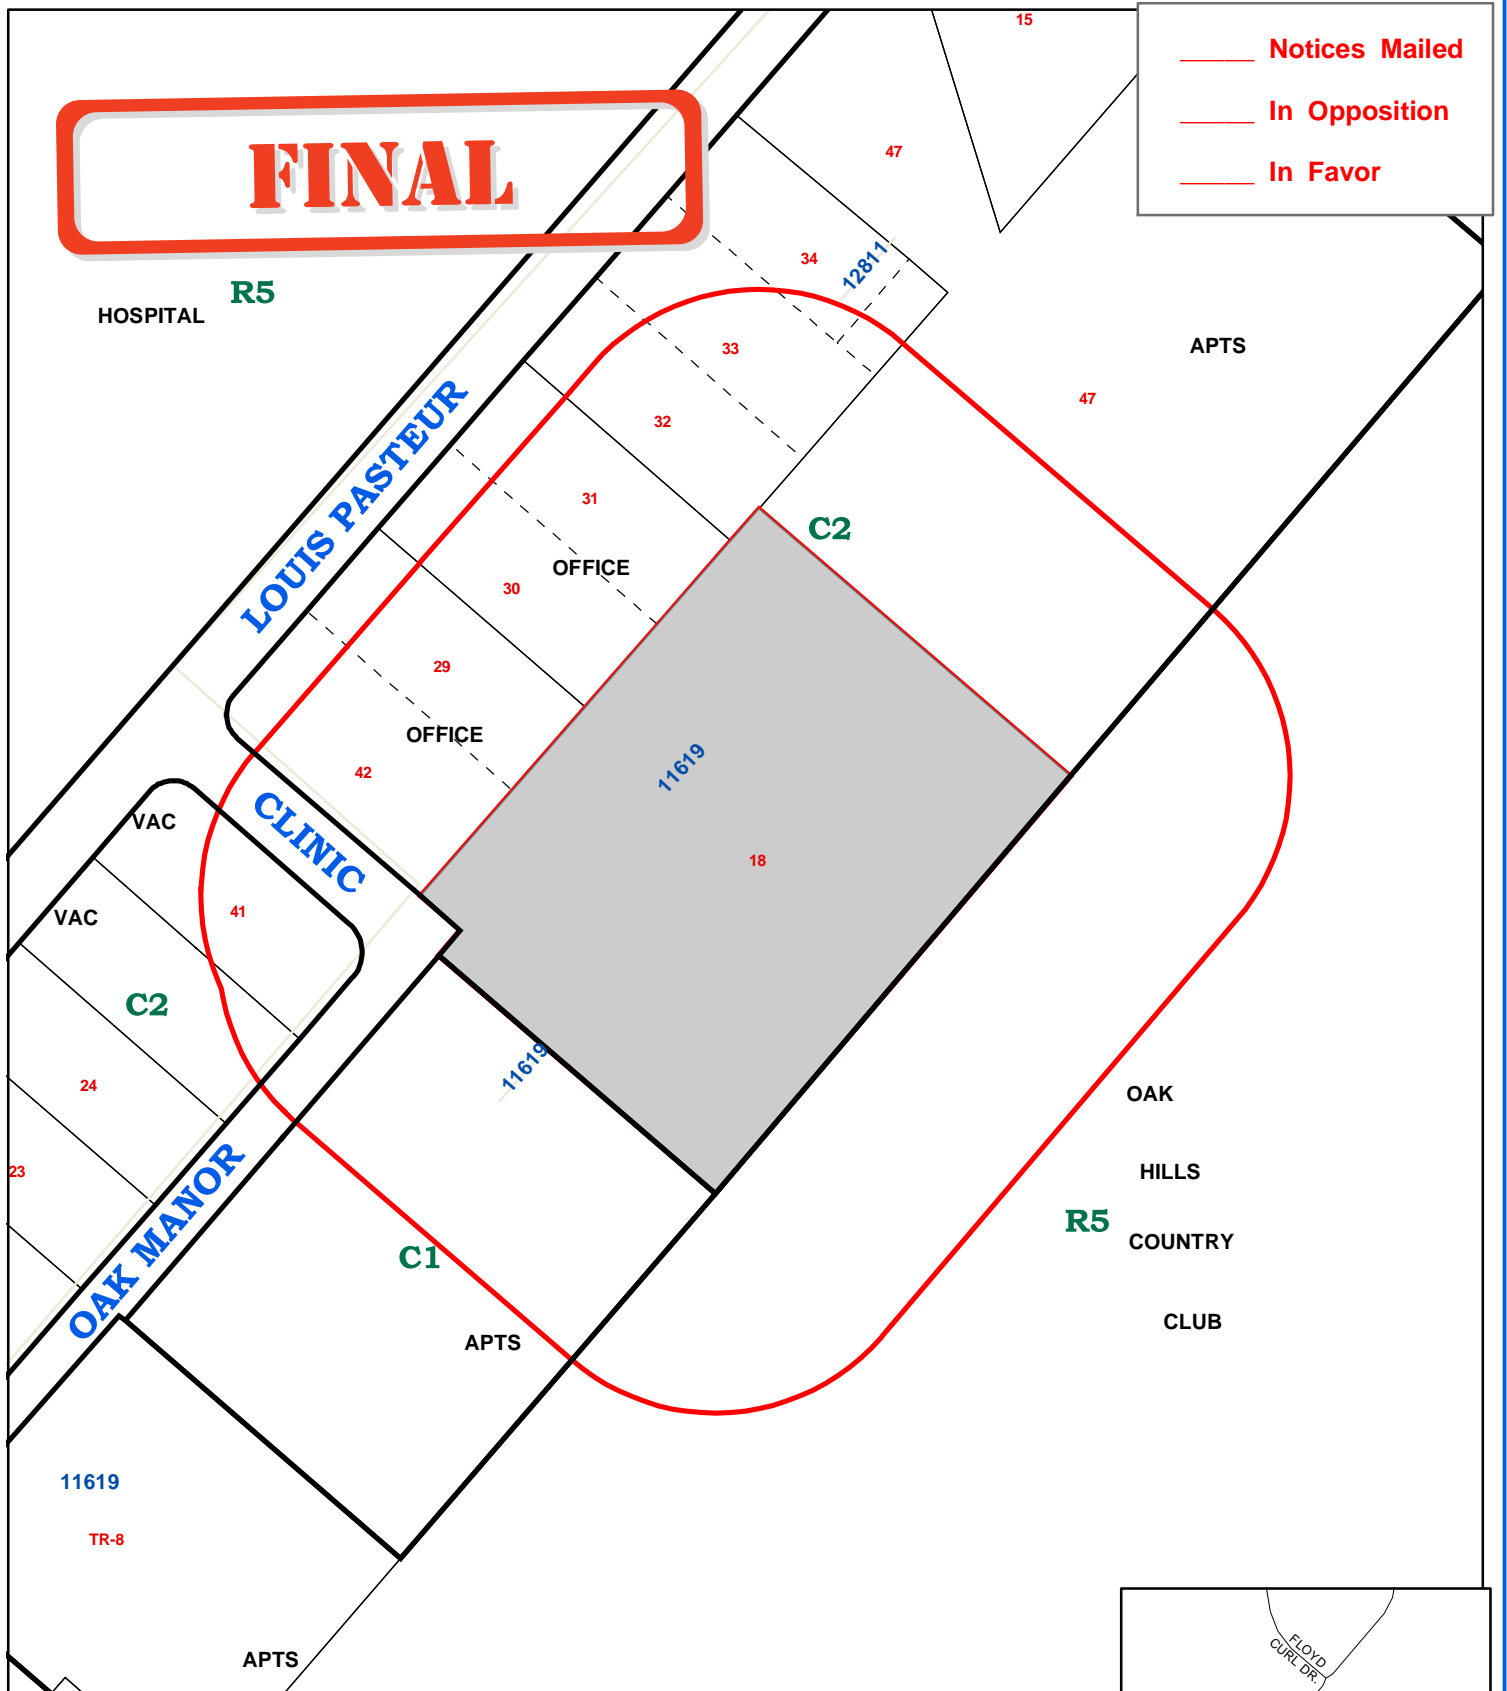 15
_____ Notices Mailed
_____ In Opposition
_____ In Favor
FINAL
47
34
12811
R5
HOSPITAL
33
APTS
47
32
LOUIS PASTEUR
31
C2
OFFICE
30
29
OFFICE
42
11619
CLINIC
VAC
18
VAC
41
C2
11619
24
OAK
HILLS
23
R5
COUNTRY
OAK MANOR
C1
CLUB
APTS
11619
TR-8
APTS
FLOYD
CURL DR.